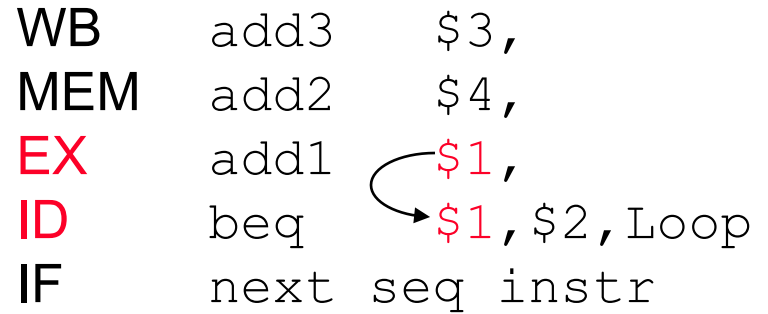 WB add3 $3,
MEM add2 $4,
EX add1 $1,
ID beq $1,$2,Loop
IF next seq instr